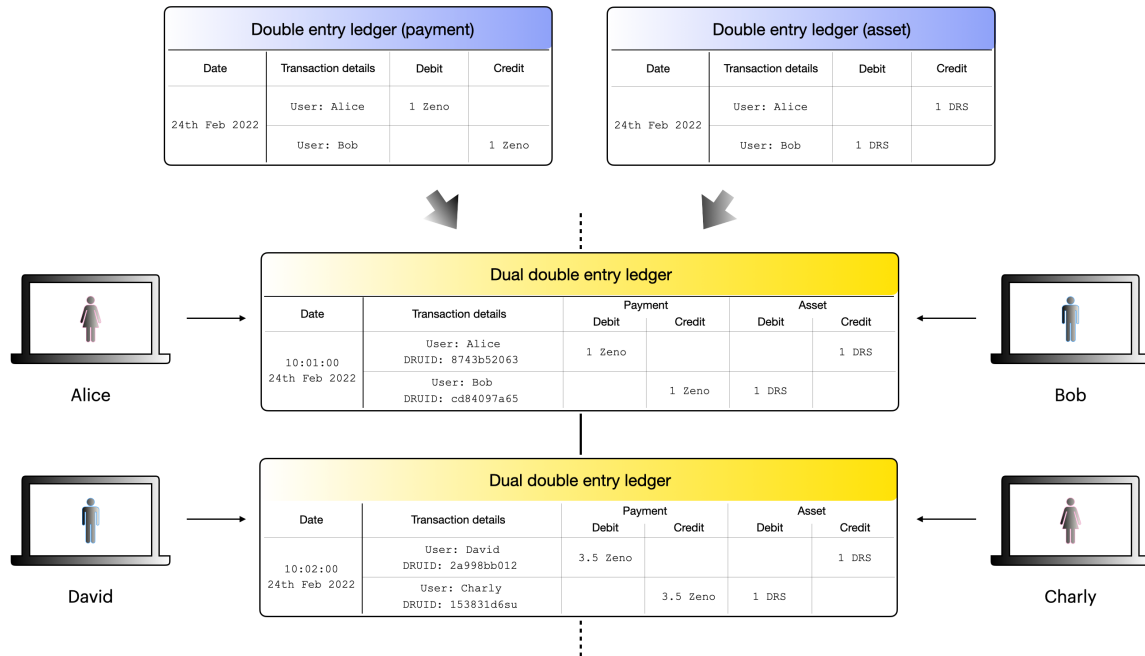 Double entry ledger (payment)
Date Transaction details Debit Credit
24th Feb 2022
User: Alice 1 Zeno
User: Bob 1 Zeno
Double entry ledger (asset)
Date Transaction details Debit Credit
24th Feb 2022
User: Alice 1 DRS
User: Bob 1 DRS
Dual double entry ledger
Date Transaction details Payment Asset
Debit Credit Debit Credit
10:01:00
24th Feb 2022
User: Alice 1 Zeno 1 DRS
DRUID: 8743b52063
User: Bob 1 Zeno 1 DRS
DRUID: cd84097a65
Alice
Bob
Dual double entry ledger
Date Transaction details Payment Asset
Debit Credit Debit Credit
10:02:00
24th Feb 2022
User: David 3.5 Zeno 1 DRS
DRUID: 2a998bb012
User: Charly 3.5 Zeno 1 DRS
DRUID: 153831d6su
David
Charly